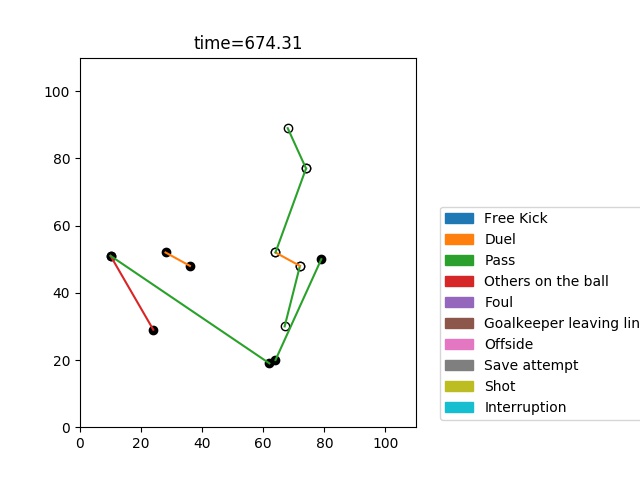 time=674.31
100
80
60
40
20
0
0 20 40 60 80 100
Free Kick
Duel
Pass
Others on the ball
Foul
Goalkeeper leaving lin
Offside
Save attempt
Shot
Interruption